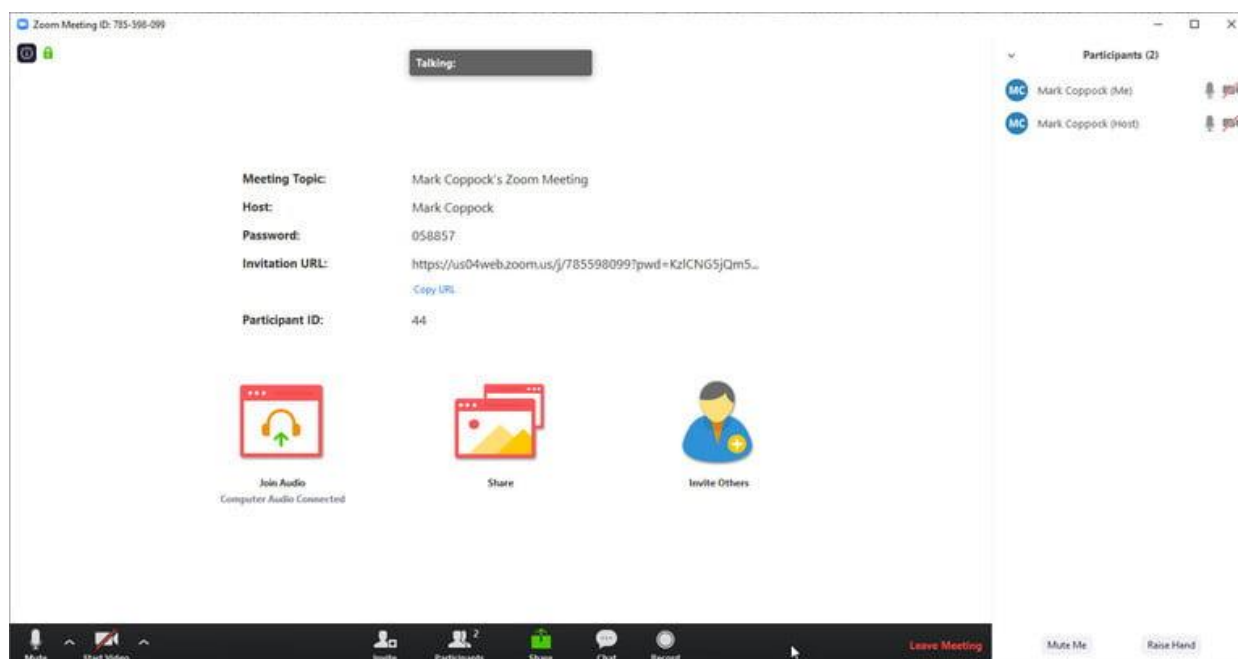 Zoom Meeting ID: 785-598-099
Talking:
Participants (2)
MC Mark Coppock (Me)
MC Mark Coppock (Host)
Meeting Topic: Mark Coppock's Zoom Meeting
Host: Mark Coppock
Password: 058857
Invitation URL: https://us04web.zoom.us/j/785598099?pwd=KzlCNG5jQm5...
Copy URL
Participant ID: 44
Join Audio Share Invite Others
Computer Audio Connected
2
Mute Start Video Invite Participants Share Chat Record Leave Meeting Mute Me Raise Hand